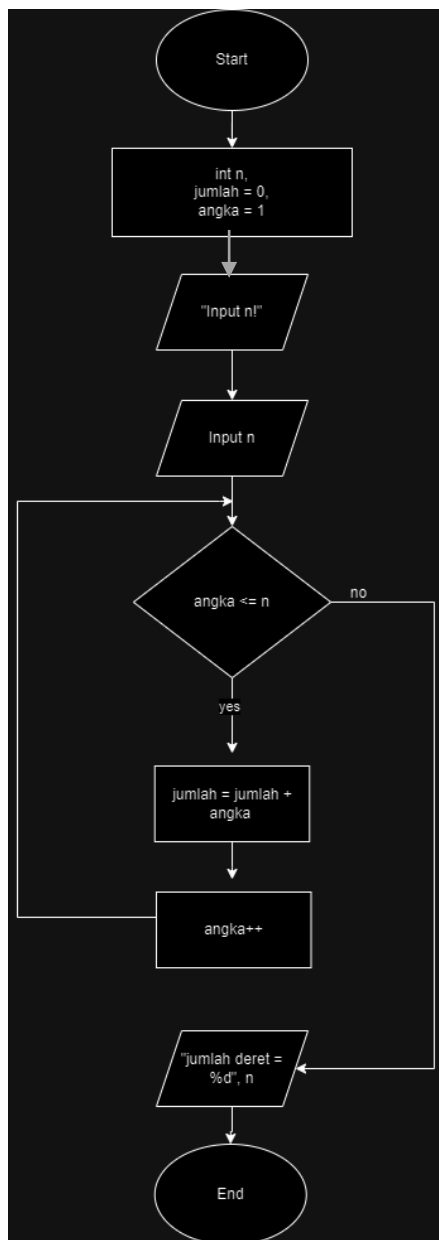 Start
int n,
jumlah = 0,
angka = 1
"Input n!"
Input n
angka <= n
no
yes
jumlah = jumlah +
angka
angka++
"jumlah deret =
%d", n
End